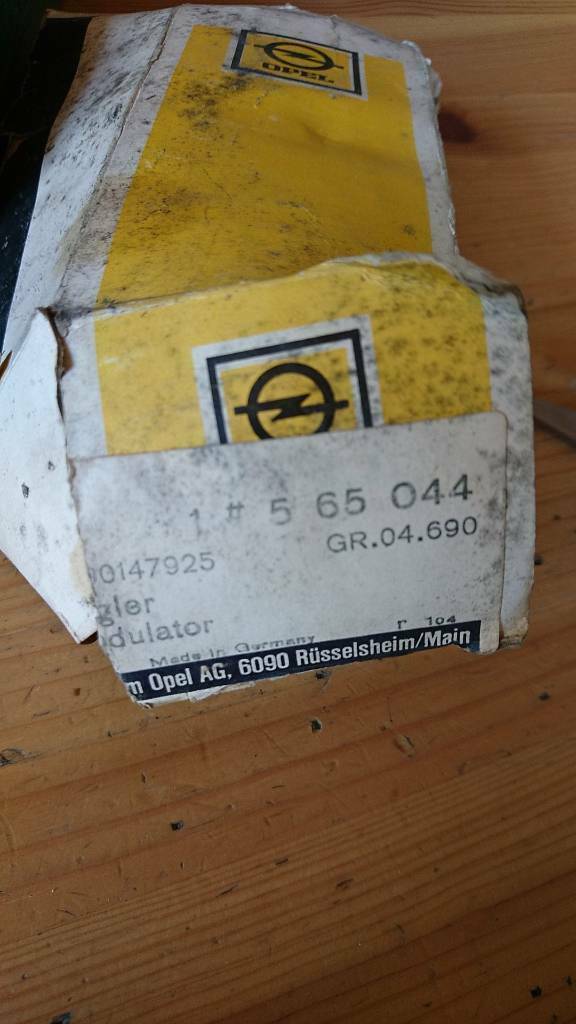 OPEL
1 # 5 65 044
GR.04.690
0147925
gler
dulator
Made in Germany
r 104
m Opel AG, 6090 Rüsselsheim/Main